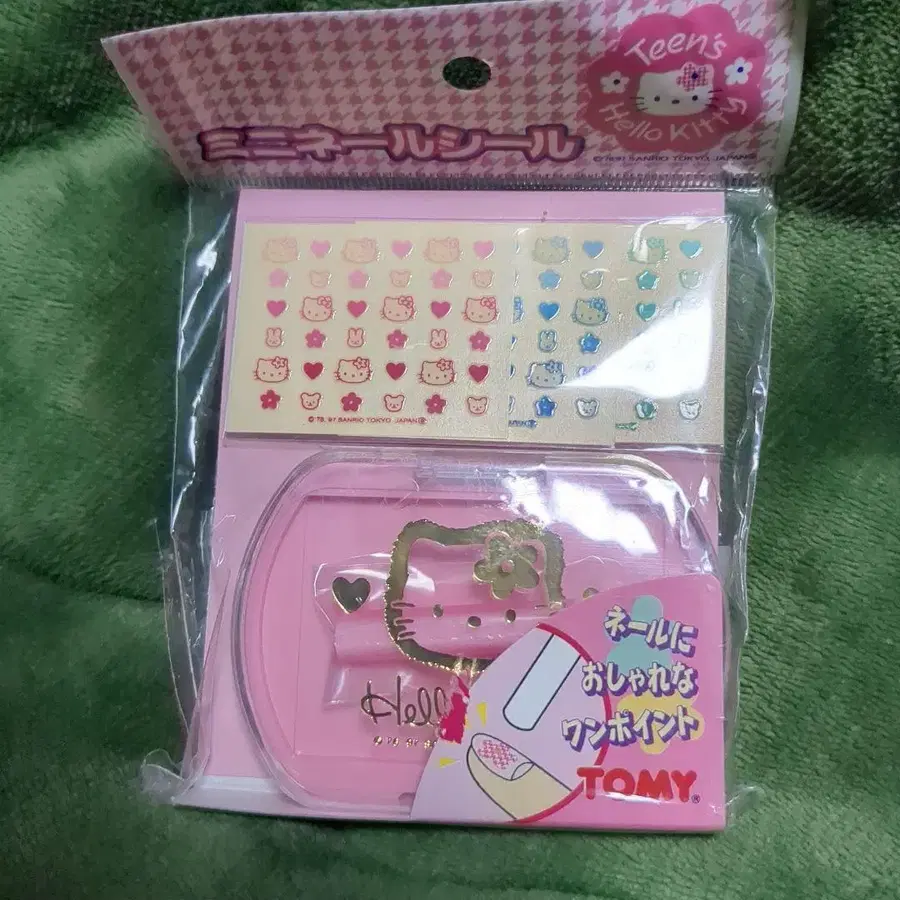 Teen's
Hello Kitty
ミニネールシール
SANRIO TOKYO, JAPAN
©'76, '97 SANRIO TOKYO, JAPAN
Hell
ネールに
おしゃれな
ワンポイント
TOMY®